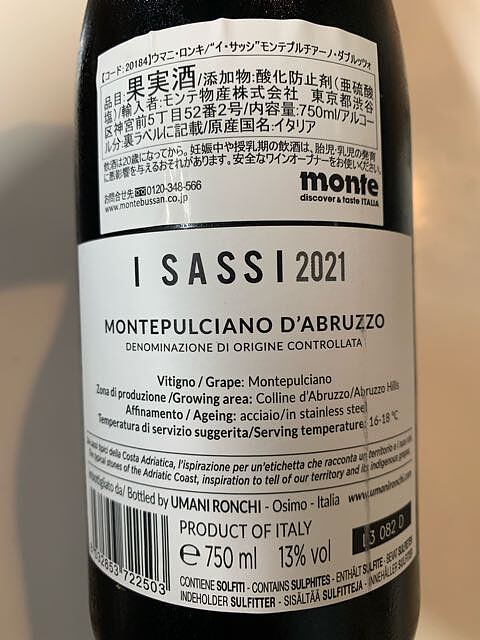 【コード:20184】ウマニ・ロンキ/“イ・サッシ”モンテプルチアーノ・ダブルッツォ
品目:果実酒/添加物:酸化防止剤(亜硫酸
塩)/輸入者:モンテ物産株式会社 東京都渋谷
区神宮前5丁目52番2号/内容量:750ml/アルコー
ル分:裏ラベルに記載/原産国名:イタリア
飲酒は20歳になってから。妊娠中や授乳期の飲酒は、胎児・乳児の発育
に悪影響を与えるおそれがあります。安全なワインオープナーをお使いください。
お問合せ先 0120-348-566
www.montebussan.co.jp
monte
discover & taste ITALIA
I SASSI 2021
MONTEPULCIANO D'ABRUZZO
DENOMINAZIONE DI ORIGINE CONTROLLATA
Vitigno / Grape: Montepulciano
Zona di produzione /Growing area: Colline d'Abruzzo/Abruzzo Hills
Affinamento / Ageing: acciaio/in stainless steel
Temperatura di servizio suggerita/Serving temperature: 16-18 °C
sassi tipici della Costa Adriatica, l'ispirazione per un'etichetta che racconta un territorio e i suoi
typical stones of the Adriatic Coast, inspiration to tell of our territory and its indigenous grapes.
Bottled by UMANI RONCHI - Osimo - Italia www.umanironchi.com
PRODUCT OF ITALY
L3 082 D
℮ 750 ml 13% vol
032853 722503
CONTIENE SOLFITI - CONTAINS SULPHITES - ENTHÄLT SULFITE - BEVAT
INDEHOLDER SULFITTER - SISÄLTÄÄ SULFIITTEJA - INNEHÅLLER